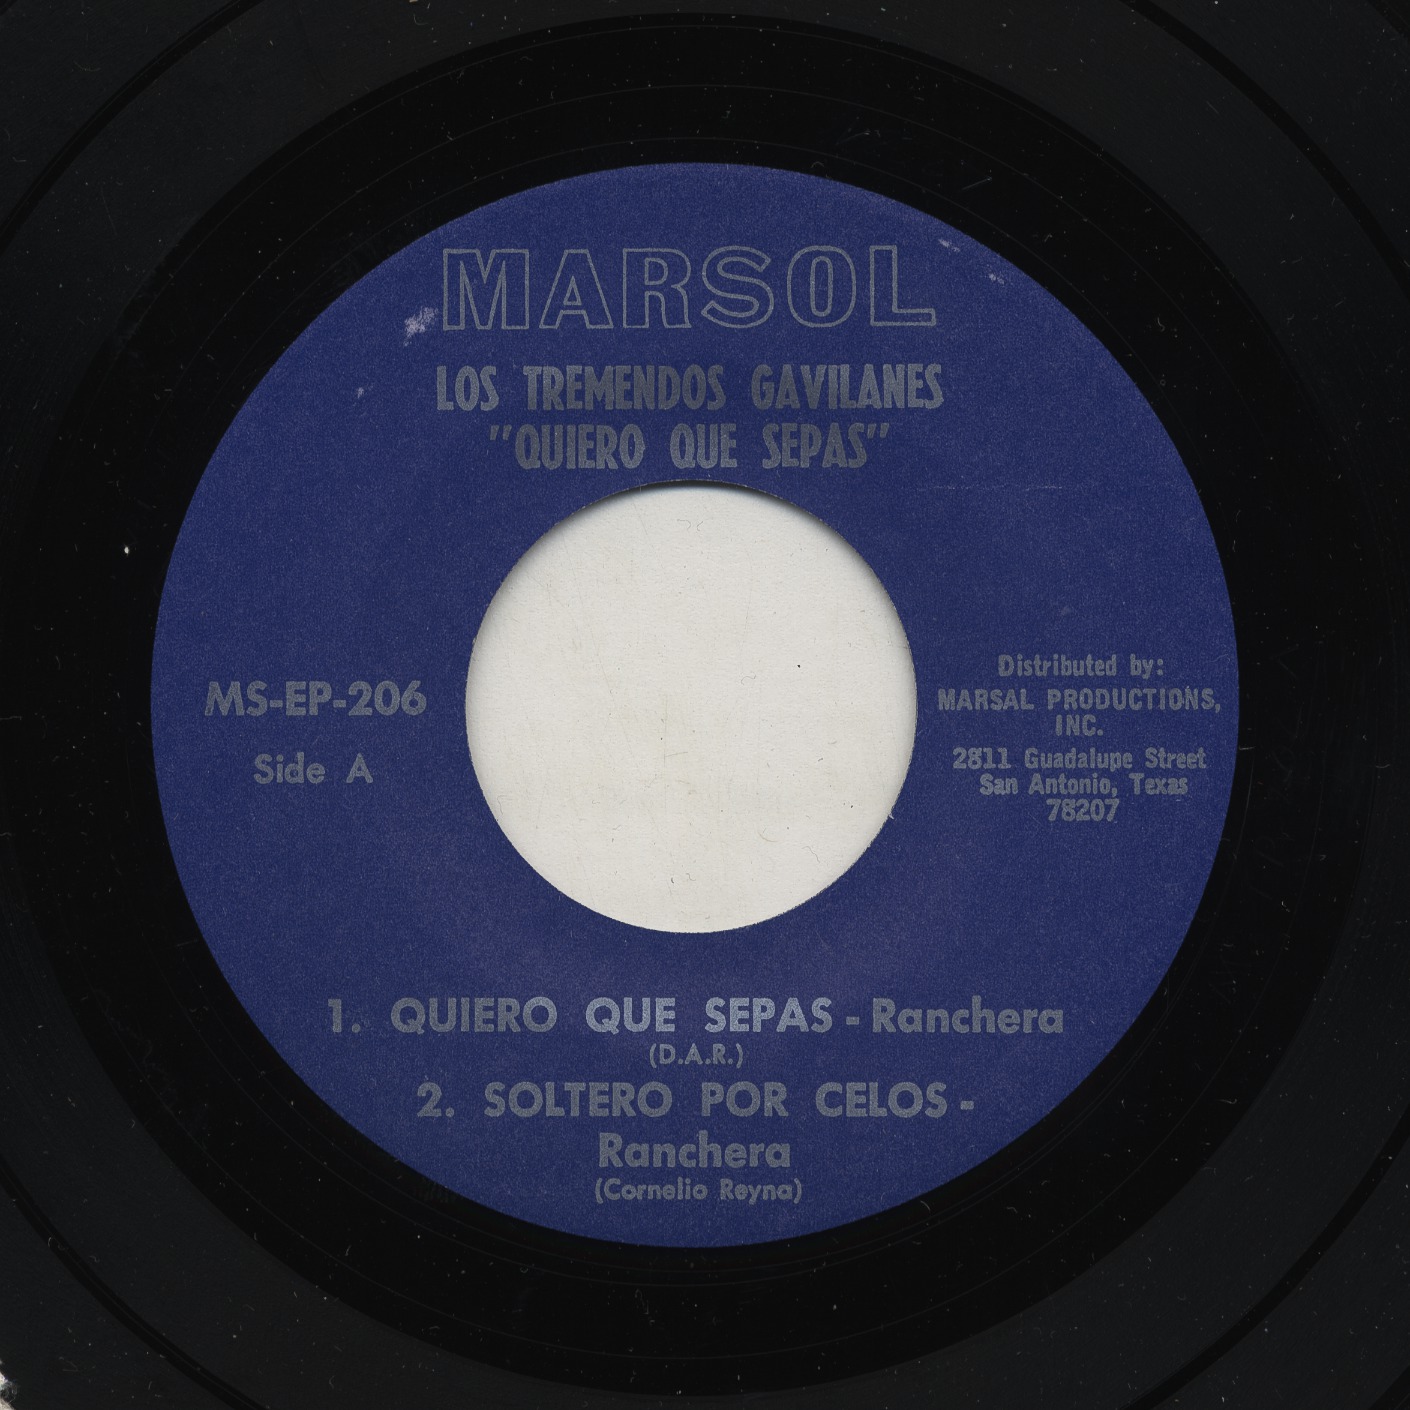 MARSOL
LOS TREMENDOS GAVILANES
"QUIERO QUE SEPAS"
MS-EP-206
Side A
Distributed by:
MARSAL PRODUCTIONS,
INC.
2811 Guadalupe Street
San Antonio, Texas
78207
1. QUIERO QUE SEPAS - Ranchera
(D.A.R.)
2. SOLTERO POR CELOS -
Ranchera
(Cornelio Reyna)